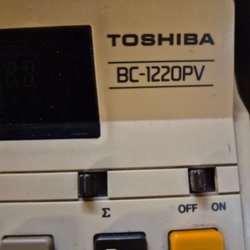 TOSHIBA
BC-1220PV
Σ
OFF ON